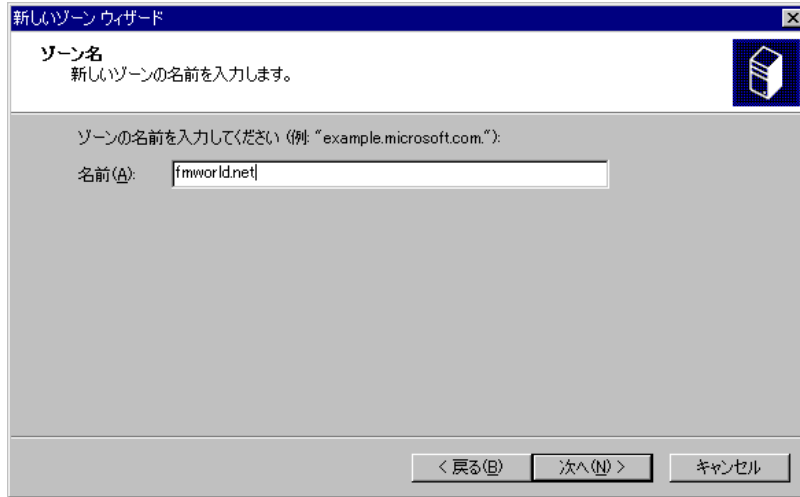 新しいゾーン ウィザード
ゾーン名
新しいゾーンの名前を入力します。
ゾーンの名前を入力してください (例: "example.microsoft.com."):
名前(A): fmworld.net
< 戻る(B) 次へ(N) > キャンセル